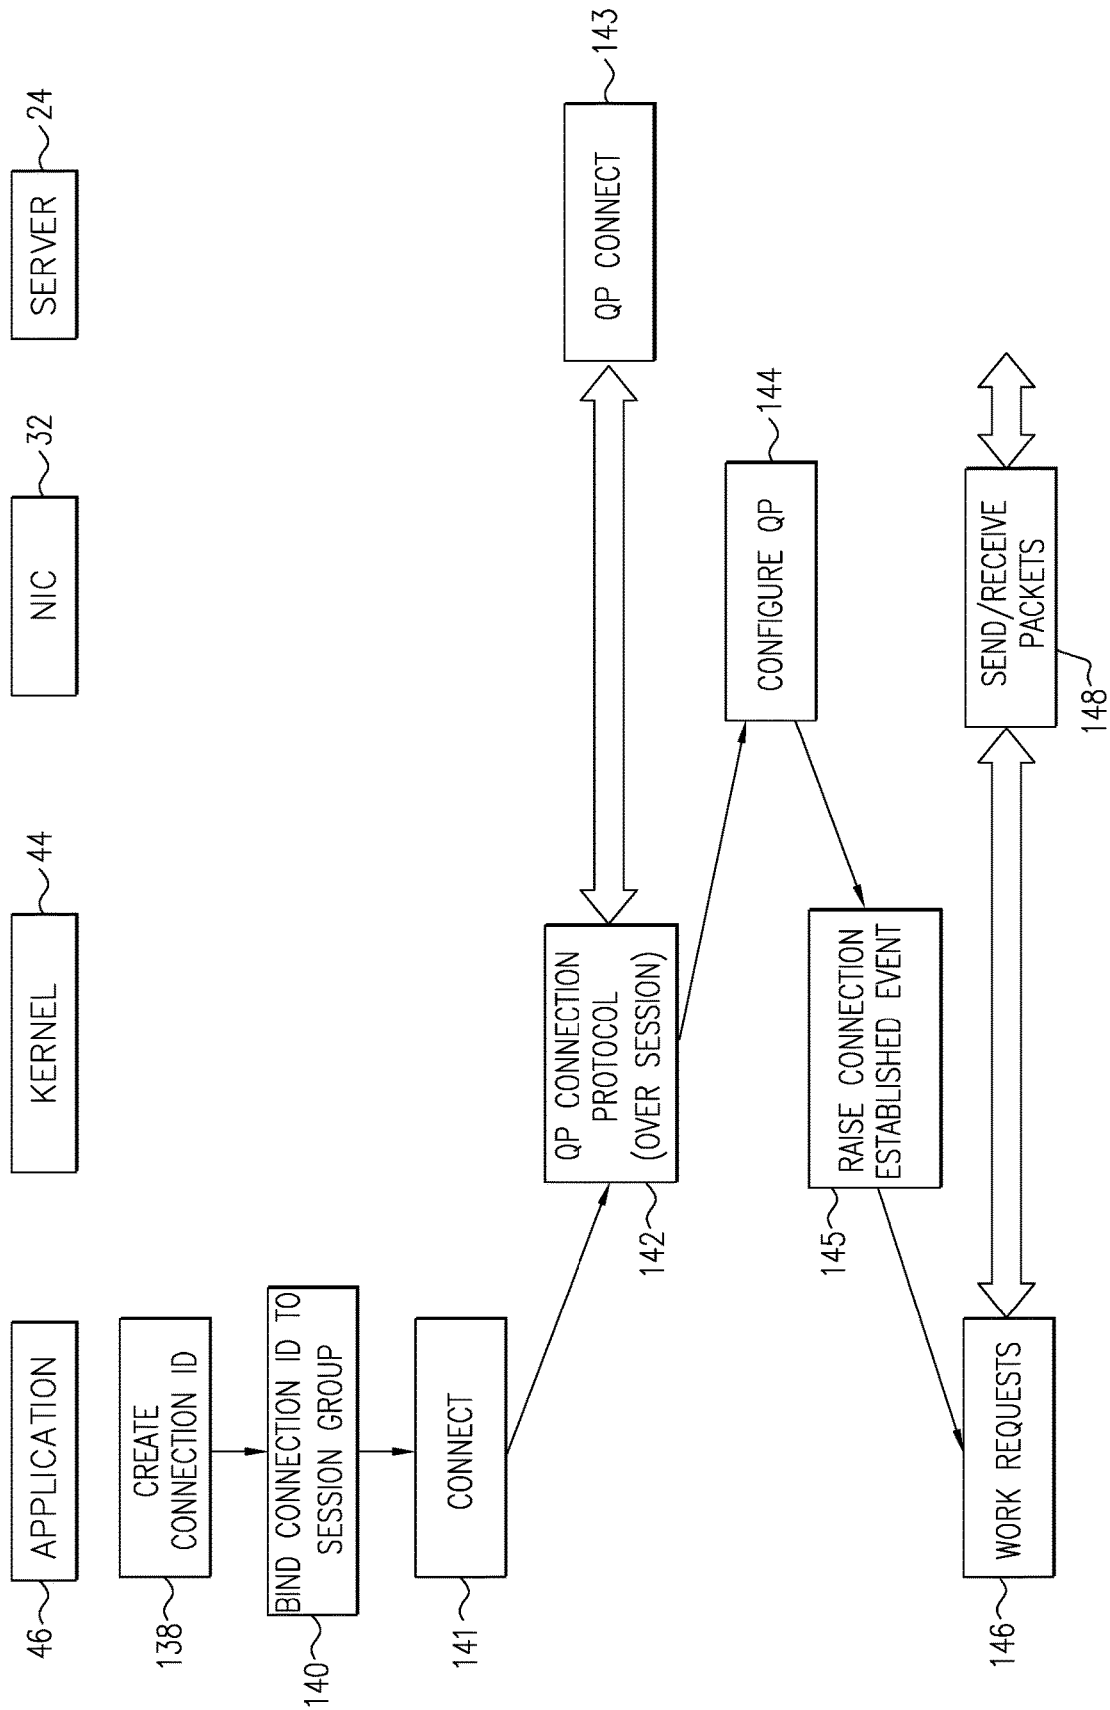 APPLICATION
46
KERNEL
44
NIC
32
SERVER
24
CREATE
CONNECTION ID
138
BIND CONNECTION ID TO
SESSION GROUP
140
CONNECT
141
QP CONNECTION
PROTOCOL
(OVER SESSION)
142
QP CONNECT
143
CONFIGURE QP
144
RAISE CONNECTION
ESTABLISHED EVENT
145
WORK REQUESTS
146
SEND/RECEIVE
PACKETS
148